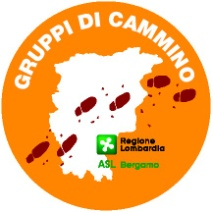 GRUPPI DI CAMMINO
Regione
Lombardia
ASL Bergamo